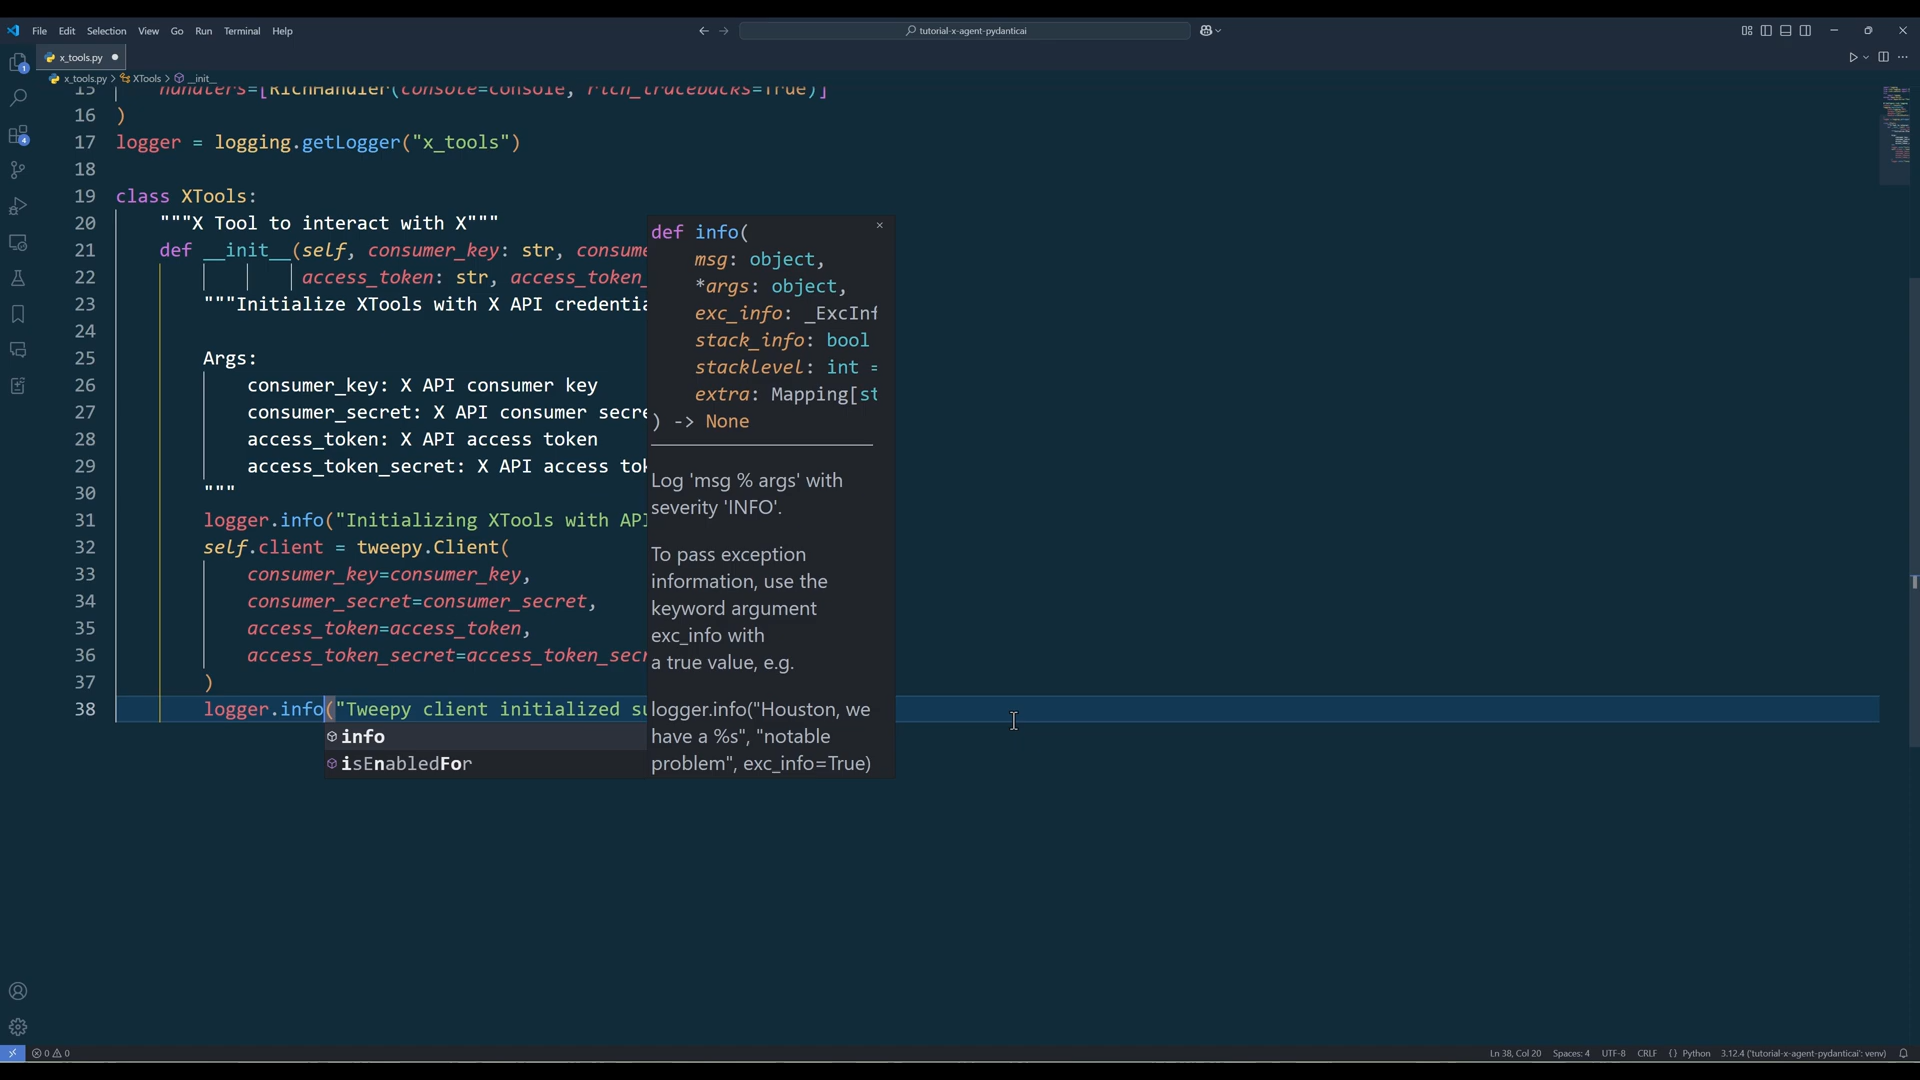 File Edit Selection View Go Run Terminal Help
tutorial-x-agent-pydanticai
x_tools.py
x_tools.py > XTools > __init__
15 handlers=[RichHandler(console=console, rich_tracebacks=True)]
16 )
17 logger = logging.getLogger("x_tools")
18
19 class XTools:
20 """X Tool to interact with X"""
21 def __init__(self, consumer_key: str, consume
22 access_token: str, access_token_
23 """Initialize XTools with X API credentia
24
25 Args:
26 consumer_key: X API consumer key
27 consumer_secret: X API consumer secre
28 access_token: X API access token
29 access_token_secret: X API access tok
30 """
31 logger.info("Initializing XTools with API
32 self.client = tweepy.Client(
33 consumer_key=consumer_key,
34 consumer_secret=consumer_secret,
35 access_token=access_token,
36 access_token_secret=access_token_secr
37 )
38 logger.info("Tweepy client initialized su
info
isEnabledFor
def info(
msg: object,
*args: object,
exc_info: _ExcInf
stack_info: bool
stacklevel: int =
extra: Mapping[st
) -> None
Log 'msg % args' with
severity 'INFO'.
To pass exception
information, use the
keyword argument
exc_info with
a true value, e.g.
logger.info("Houston, we
have a %s", "notable
problem", exc_info=True)
1
4
0 0
Ln 38, Col 20 Spaces: 4 UTF-8 CRLF {} Python 3.12.4 ('tutorial-x-agent-pydanticai': venv)